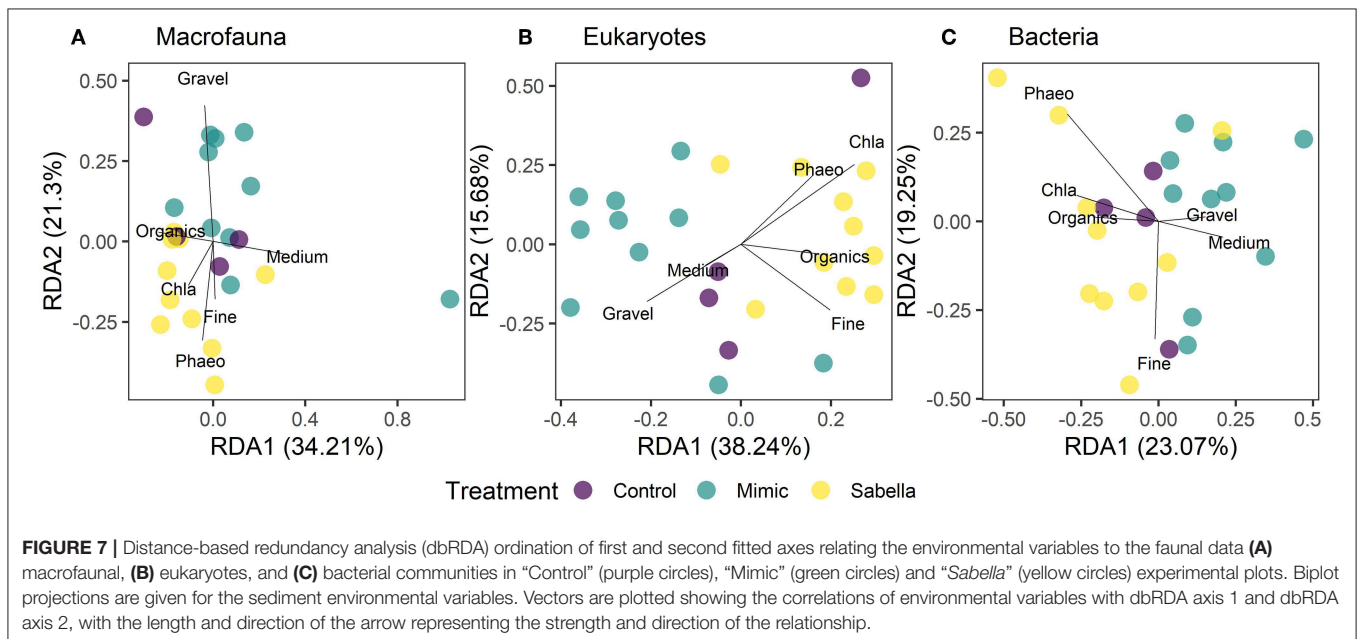 A Macrofauna
B Eukaryotes
C Bacteria
RDA2 (21.3%)
0.50
0.25
0.00
-0.25
Gravel
Organics
Medium
Chla
Fine
Phaeo
0.0 0.4 0.8
RDA1 (34.21%)
RDA2 (15.68%)
0.50
0.25
0.00
-0.25
Chla
Phaeo
Organics
Medium
Gravel
Fine
-0.4 -0.2 0.0 0.2
RDA1 (38.24%)
RDA2 (19.25%)
0.25
0.00
-0.25
-0.50
Phaeo
Chla
Organics
Gravel
Medium
Fine
-0.50 -0.25 0.00 0.25 0.5
RDA1 (23.07%)
Treatment Control Mimic Sabella
FIGURE 7 | Distance-based redundancy analysis (dbRDA) ordination of first and second fitted axes relating the environmental variables to the faunal data (A)
macrofaunal, (B) eukaryotes, and (C) bacterial communities in “Control” (purple circles), “Mimic” (green circles) and “Sabella” (yellow circles) experimental plots. Biplot
projections are given for the sediment environmental variables. Vectors are plotted showing the correlations of environmental variables with dbRDA axis 1 and dbRDA
axis 2, with the length and direction of the arrow representing the strength and direction of the relationship.